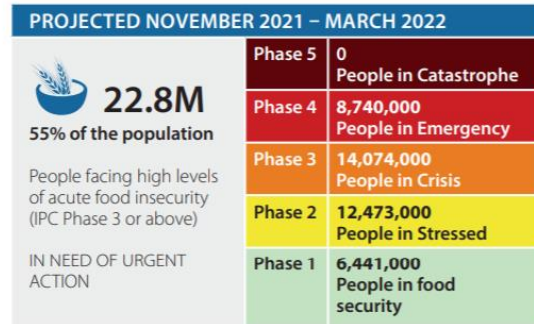 PROJECTED NOVEMBER 2021 – MARCH 2022
22.8M
55% of the population
People facing high levels
of acute food insecurity
(IPC Phase 3 or above)
IN NEED OF URGENT
ACTION
Phase 5 0
People in Catastrophe
Phase 4 8,740,000
People in Emergency
Phase 3 14,074,000
People in Crisis
Phase 2 12,473,000
People in Stressed
Phase 1 6,441,000
People in food
security